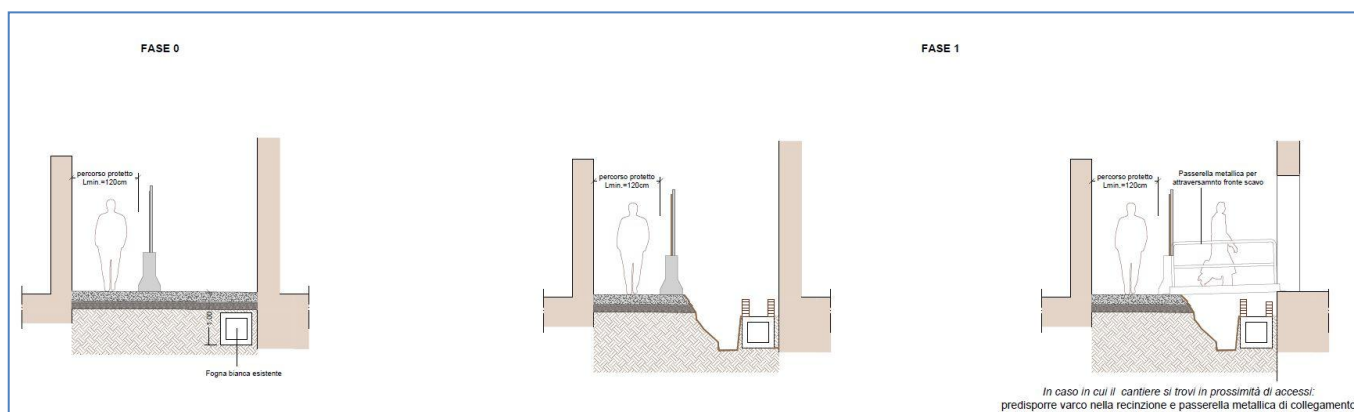 FASE 0
FASE 1
percorso protetto
Lmin.=120cm
1.00
Fogna bianca esistente
percorso protetto
Lmin.=120cm
percorso protetto
Lmin.=120cm
Passerella metallica per
attraversamnto fronte scavo
In caso in cui il cantiere si trovi in prossimità di accessi:
predisporre varco nella recinzione e passerella metallica di collegamento